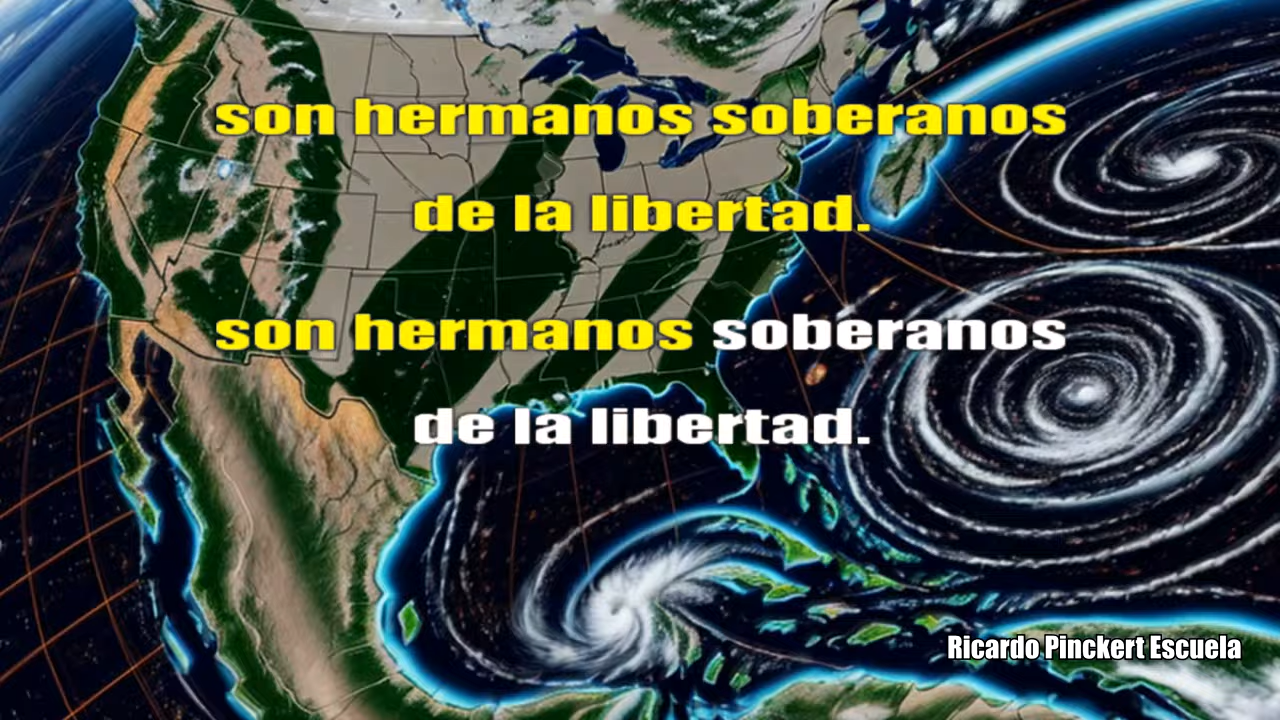 son hermanos soberanos
de la libertad.
son hermanos soberanos
de la libertad.
Ricardo Pinckert Escuela